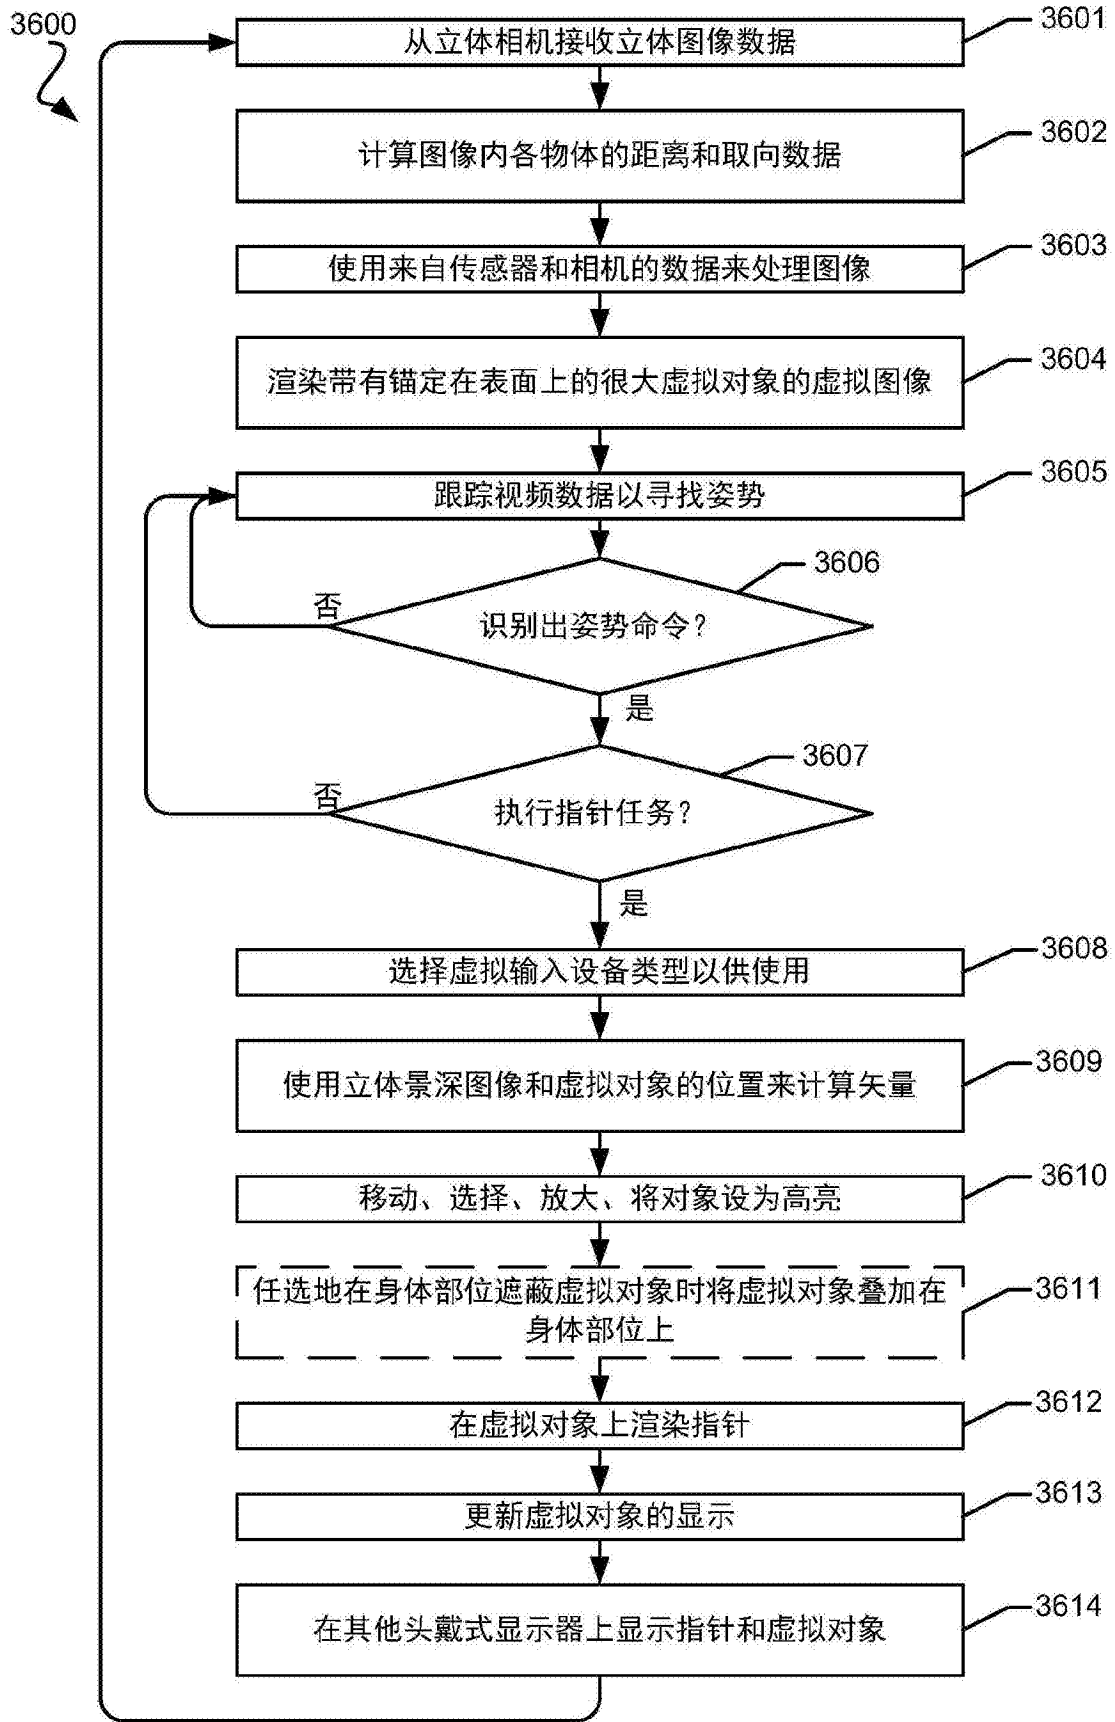 3600
3601
从立体相机接收立体图像数据
3602
计算图像内各物体的距离和取向数据
3603
使用来自传感器和相机的数据来处理图像
3604
渲染带有锚定在表面上的很大虚拟对象的虚拟图像
3605
跟踪视频数据以寻找姿势
3606
否
识别出姿势命令?
是
3607
否
执行指针任务?
是
3608
选择虚拟输入设备类型以供使用
3609
使用立体景深图像和虚拟对象的位置来计算矢量
3610
移动、选择、放大、将对象设为高亮
3611
任选地在身体部位遮蔽虚拟对象时将虚拟对象叠加在
身体部位上
3612
在虚拟对象上渲染指针
3613
更新虚拟对象的显示
3614
在其他头戴式显示器上显示指针和虚拟对象